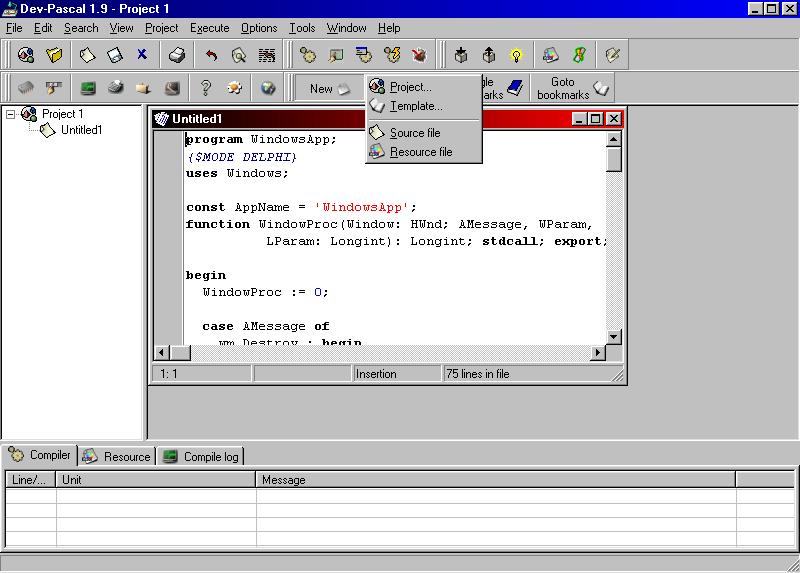 Dev-Pascal 1.9 - Project 1
File Edit Search View Project Execute Options Tools Window Help
New
Project...
Template...
Source file
Resource file
gle
marks
Goto
bookmarks
Project 1
Untitled1
Untitled1
program WindowsApp;
{$MODE DELPHI}
uses Windows;
const AppName = 'WindowsApp';
function WindowProc(Window: HWnd; AMessage, WParam,
LParam: Longint): Longint; stdcall; export;
begin
WindowProc := 0;
case AMessage of
wm_Destroy : begin
1: 1 Insertion 75 lines in file
Compiler Resource Compile log
Line/... Unit Message